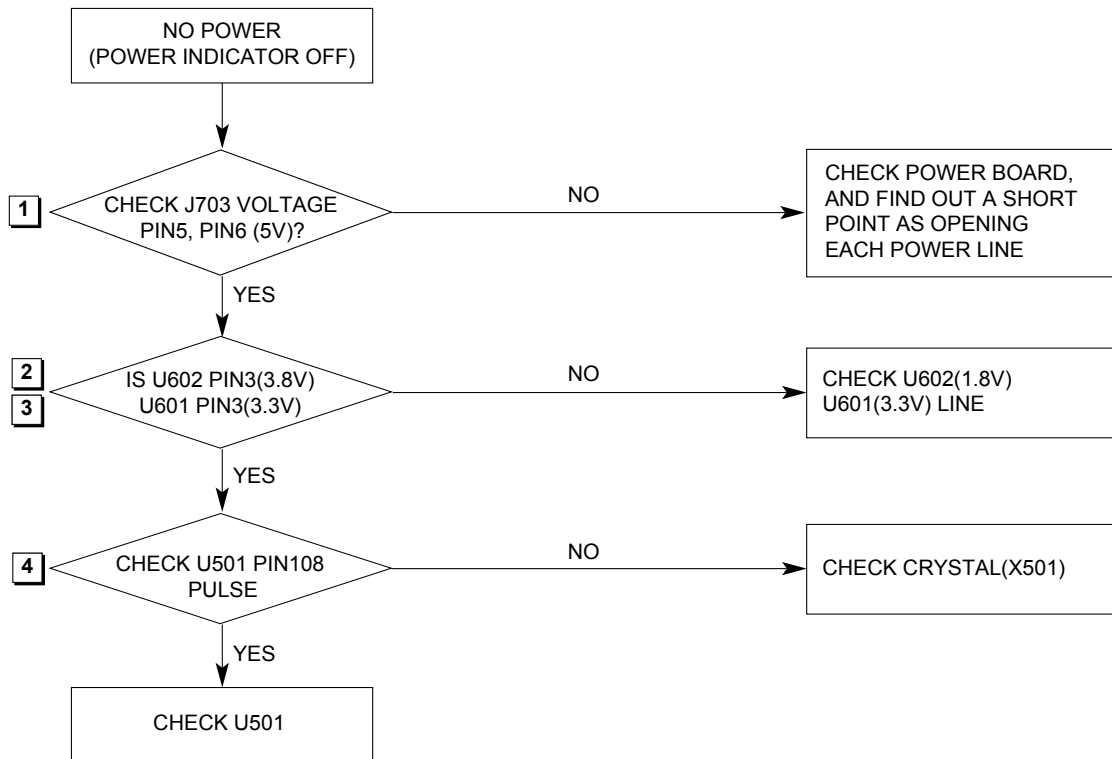 NO POWER
(POWER INDICATOR OFF)
1
CHECK J703 VOLTAGE
PIN5, PIN6 (5V)?
NO
CHECK POWER BOARD,
AND FIND OUT A SHORT
POINT AS OPENING
EACH POWER LINE
YES
2
3
IS U602 PIN3(3.8V)
U601 PIN3(3.3V)
NO
CHECK U602(1.8V)
U601(3.3V) LINE
YES
4
CHECK U501 PIN108
PULSE
NO
CHECK CRYSTAL(X501)
YES
CHECK U501